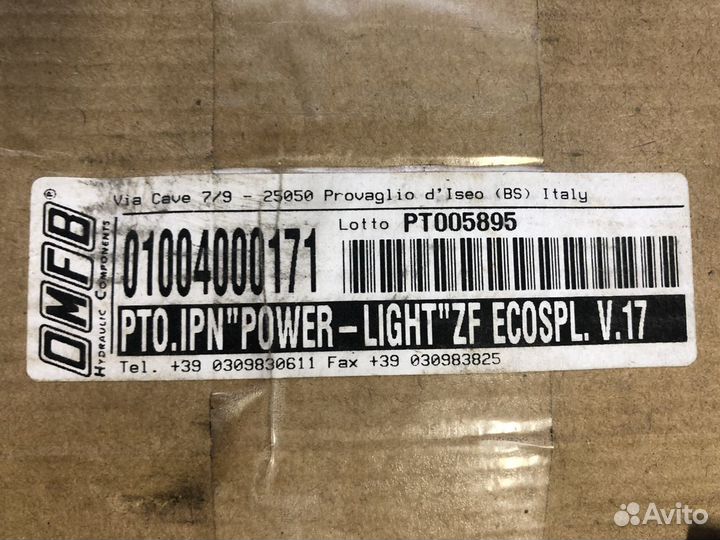 OMFB ®
HYDRAULIC COMPONENTS
Via Cave 7/9 - 25050 Provaglio d'Iseo (BS) Italy
01004000171
Lotto PT005895
PTO.IPN"POWER-LIGHT"ZF ECOSPL. V.17
Tel. +39 0309830611 Fax +39 030983825
Avito